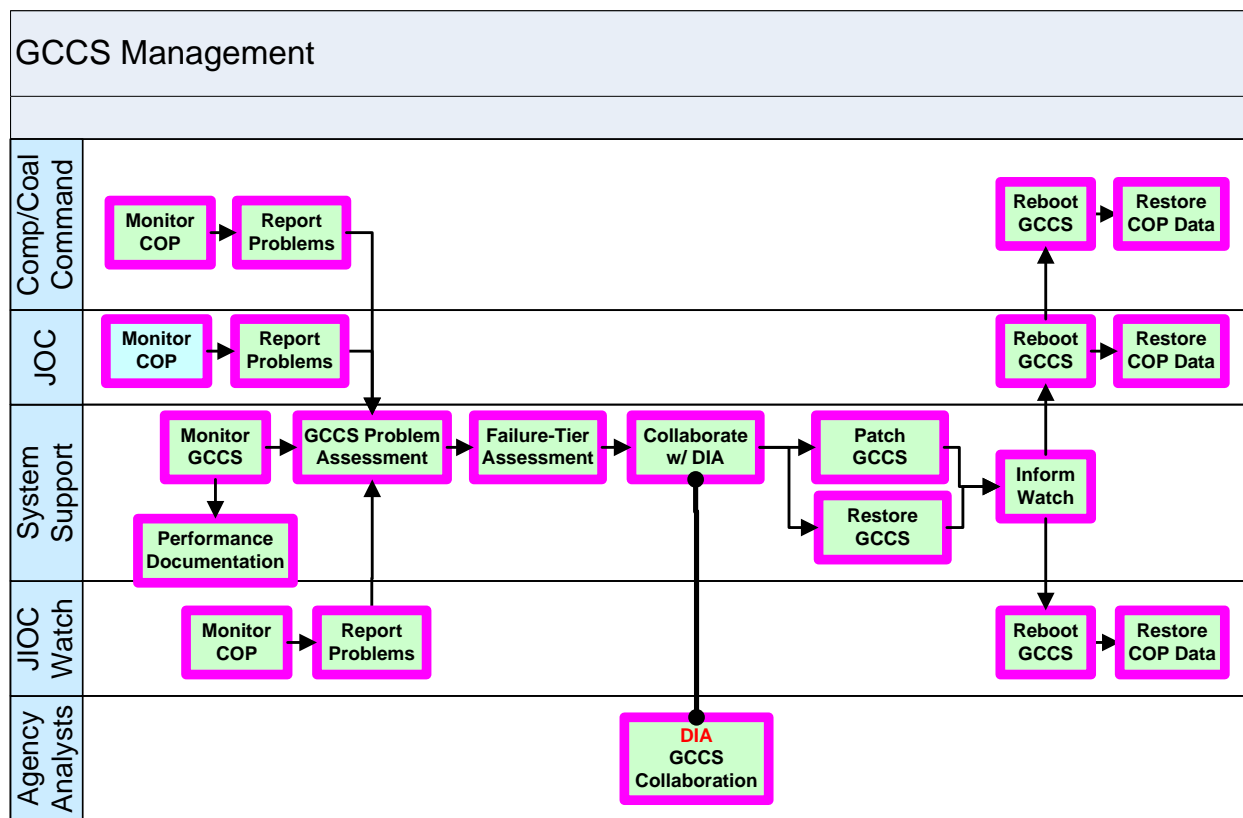 GCCS Management
Comp/Coal
Command
Monitor
COP
Report
Problems
Reboot
GCCS
Restore
COP Data
JOC
Monitor
COP
Report
Problems
Reboot
GCCS
Restore
COP Data
System
Support
Monitor
GCCS
GCCS Problem
Assessment
Failure-Tier
Assessment
Collaborate
w/ DIA
Patch
GCCS
Inform
Watch
Performance
Documentation
Restore
GCCS
JIOC
Watch
Monitor
COP
Report
Problems
Reboot
GCCS
Restore
COP Data
Agency
Analysts
DIA
GCCS
Collaboration